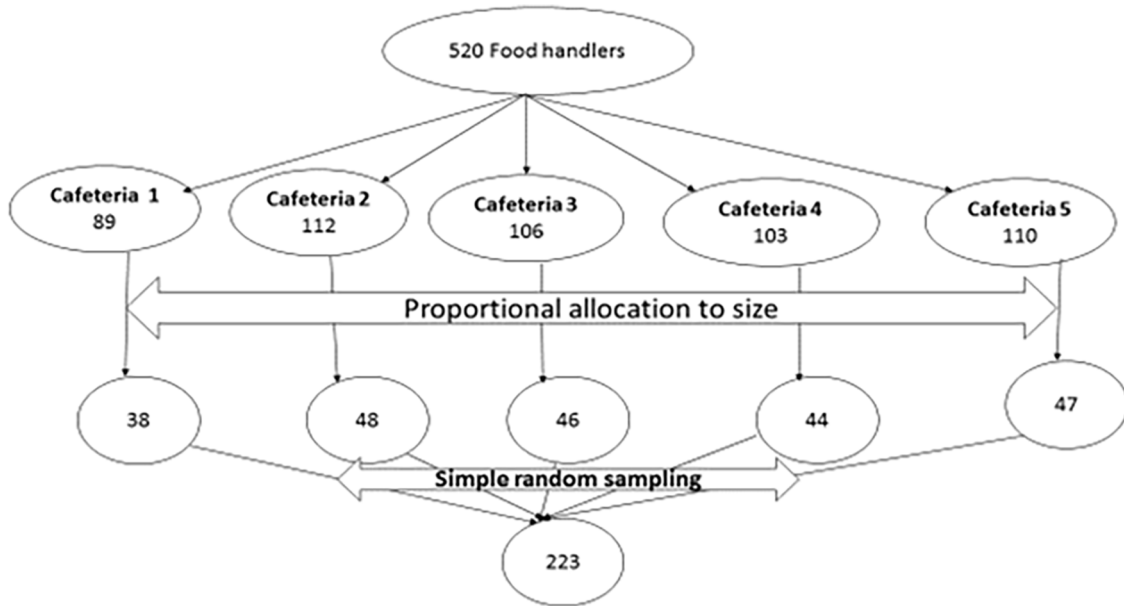 520 Food handlers
Cafeteria 1
89
Cafeteria 2
112
Cafeteria 3
106
Cafeteria 4
103
Cafeteria 5
110
Proportional allocation to size
38
48
46
44
47
Simple random sampling
223